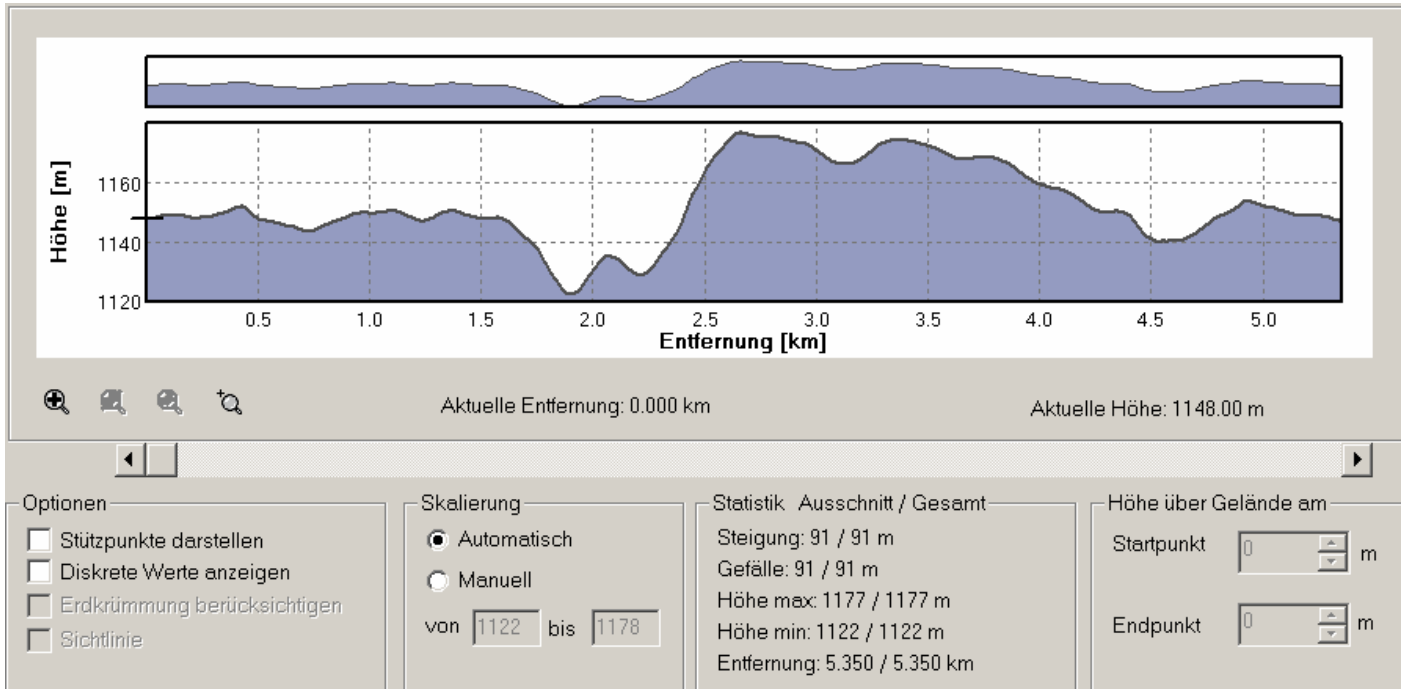 Höhe [m]
1160
1140
1120
0.5 1.0 1.5 2.0 2.5 3.0 3.5 4.0 4.5 5.0
Entfernung [km]
Aktuelle Entfernung: 0.000 km
Aktuelle Höhe: 1148.00 m
Optionen
Stützpunkte darstellen
Diskrete Werte anzeigen
Erdkrümmung berücksichtigen
Sichtlinie
Skalierung
Automatisch
Manuell
von 1122 bis 1178
Statistik Ausschnitt / Gesamt
Steigung: 91 / 91 m
Gefälle: 91 / 91 m
Höhe max: 1177 / 1177 m
Höhe min: 1122 / 1122 m
Entfernung: 5.350 / 5.350 km
Höhe über Gelände am
Startpunkt 0 m
Endpunkt 0 m